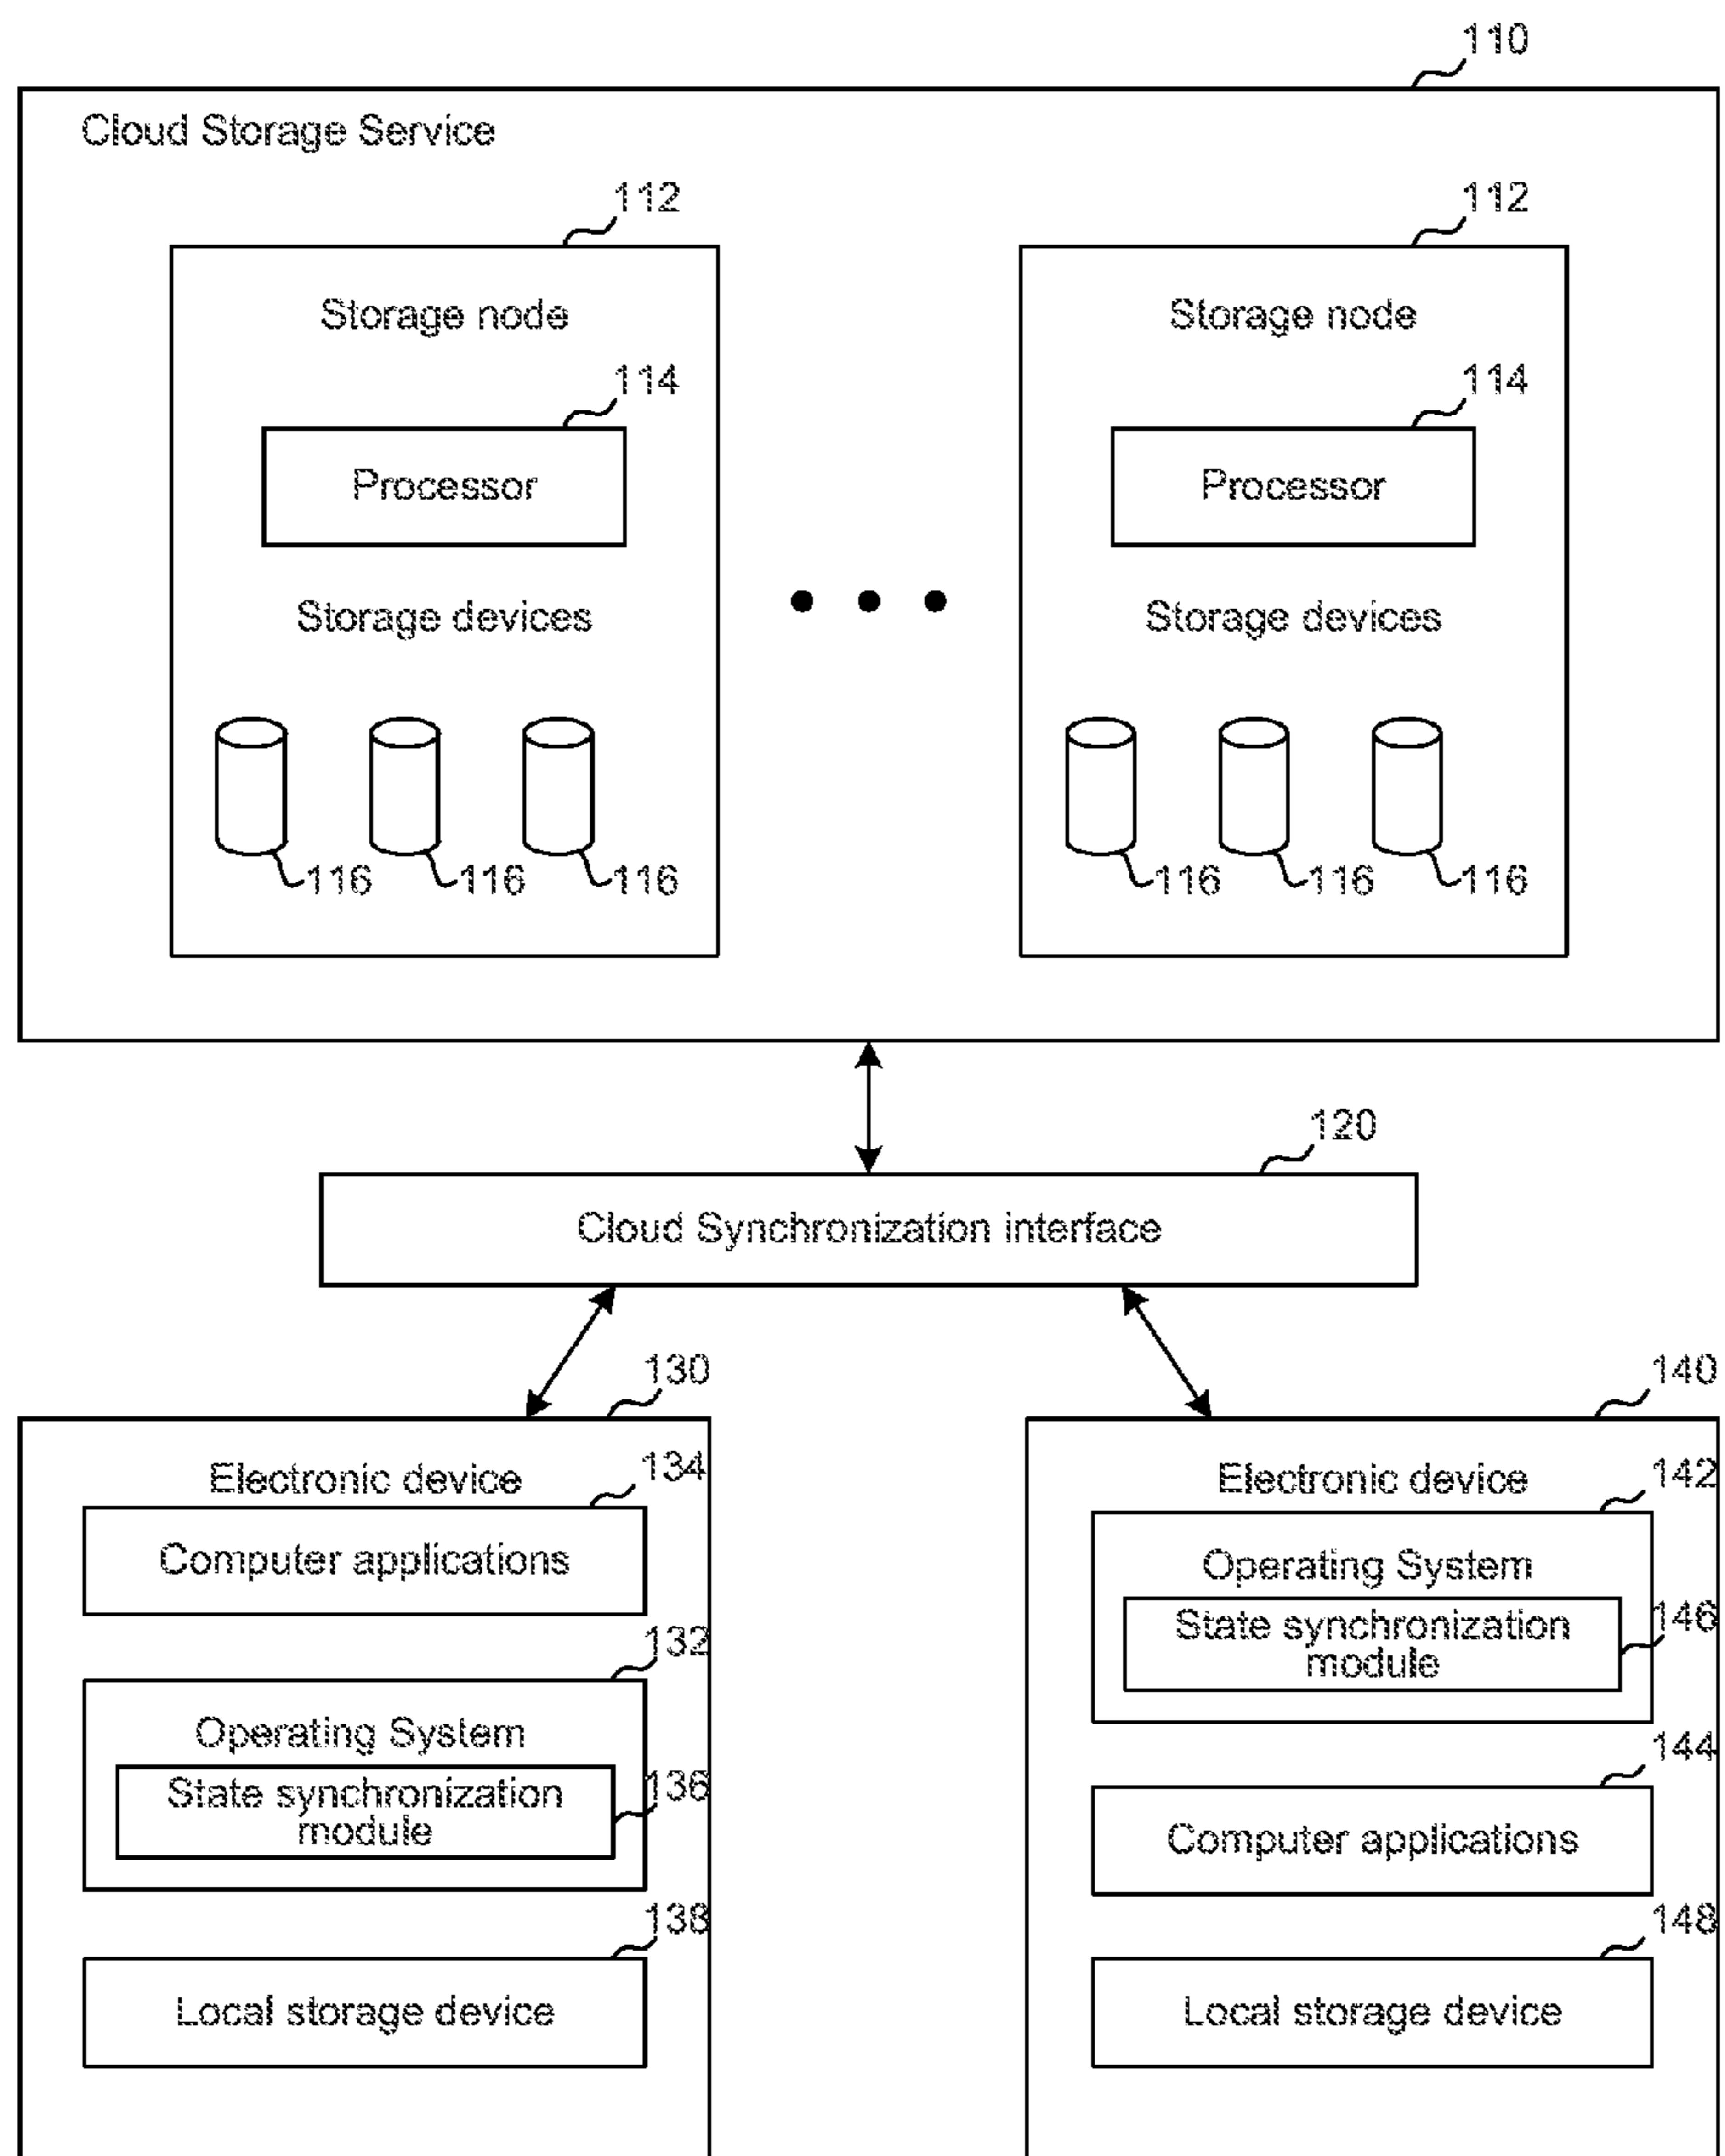 110
Cloud Storage Service
112
112
Storage node
Storage node
114
114
Processor
Processor
Storage devices
Storage devices
116
116
116
116
116
116
120
Cloud Synchronization interface
130
140
Electronic device
134
Computer applications
132
Operating System
State synchronization
module
136
138
Local storage device
Electronic device
142
Operating System
State synchronization
module
146
144
Computer applications
148
Local storage device